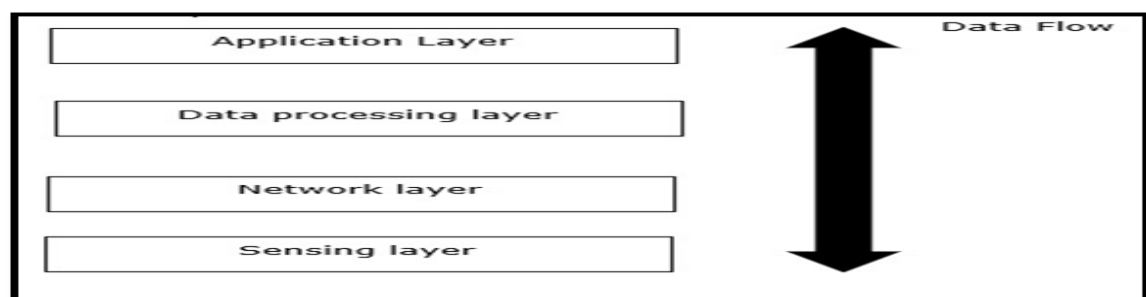 Application Layer
Data Flow
Data processing layer
Network layer
Sensing layer